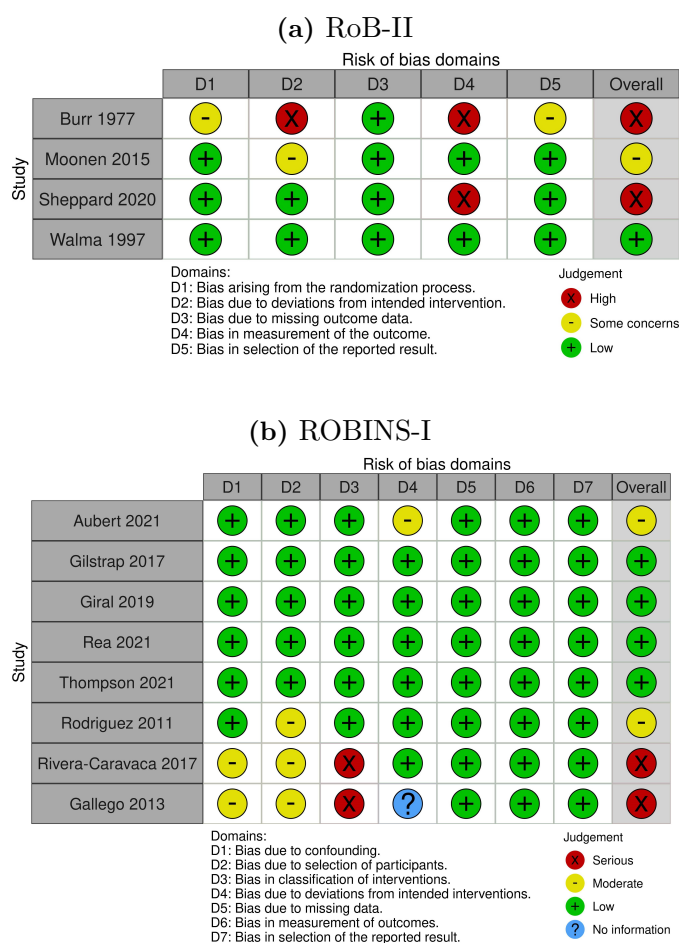 (a) RoB-II
Risk of bias domains
D1 D2 D3 D4 D5 Overall
Study
Burr 1977 - X + X - X
Moonen 2015 + - + + + -
Sheppard 2020 + + + X + X
Walma 1997 + + + + + +
Domains:
D1: Bias arising from the randomization process.
D2: Bias due to deviations from intended intervention.
D3: Bias due to missing outcome data.
D4: Bias in measurement of the outcome.
D5: Bias in selection of the reported result.
Judgement
X High
- Some concerns
+ Low
(b) ROBINS-I
Risk of bias domains
D1 D2 D3 D4 D5 D6 D7 Overall
Study
Aubert 2021 + + + - + + + -
Gilstrap 2017 + + + + + + + +
Giral 2019 + + + + + + + +
Rea 2021 + + + + + + + +
Thompson 2021 + + + + + + + +
Rodriguez 2011 + - + + + + + -
Rivera-Caravaca 2017 - - X + + + + X
Gallego 2013 - - X ? + + + X
Domains:
D1: Bias due to confounding.
D2: Bias due to selection of participants.
D3: Bias in classification of interventions.
D4: Bias due to deviations from intended interventions.
D5: Bias due to missing data.
D6: Bias in measurement of outcomes.
D7: Bias in selection of the reported result.
Judgement
X Serious
- Moderate
+ Low
? No information